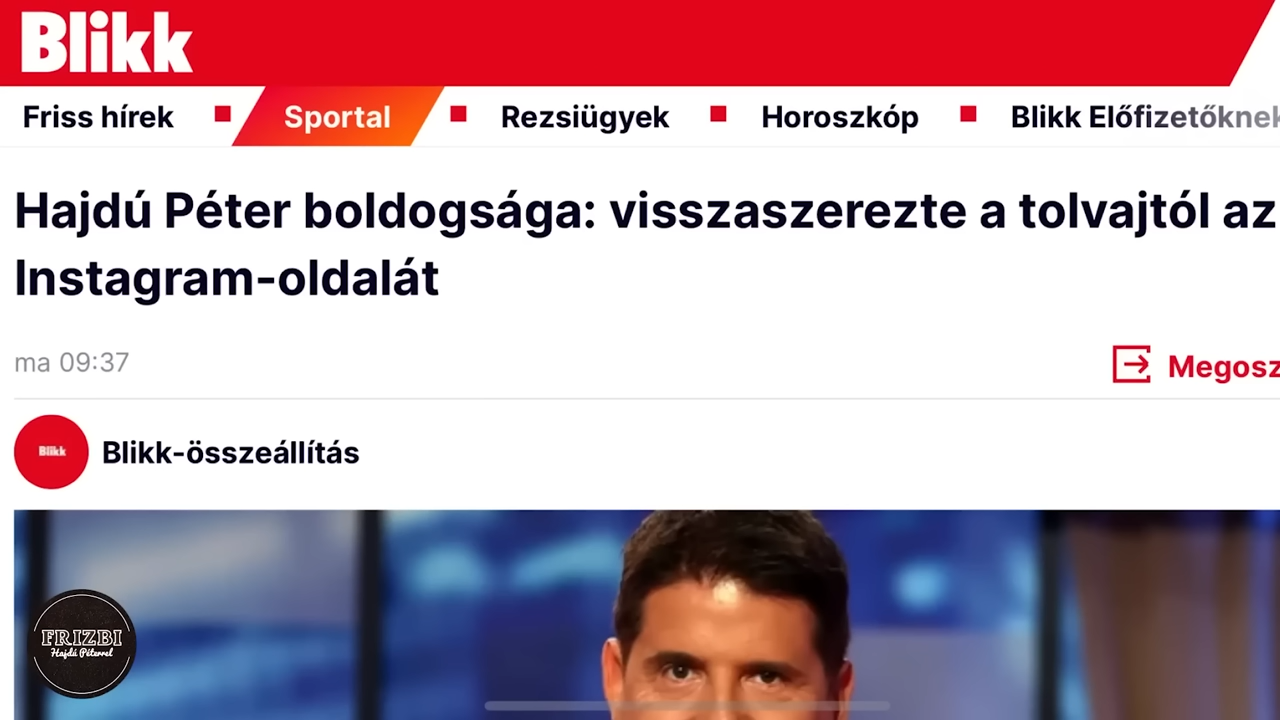 Blikk
Friss hírek
Sportal
Rezsiügyek
Horoszkóp
Blikk Előfizetőknek
Hajdú Péter boldogsága: visszaszerezte a tolvajtól az
Instagram-oldalát
ma 09:37
Megosz
Blikk
Blikk-összeállítás
FRIZBI
Hajdú Péterrel